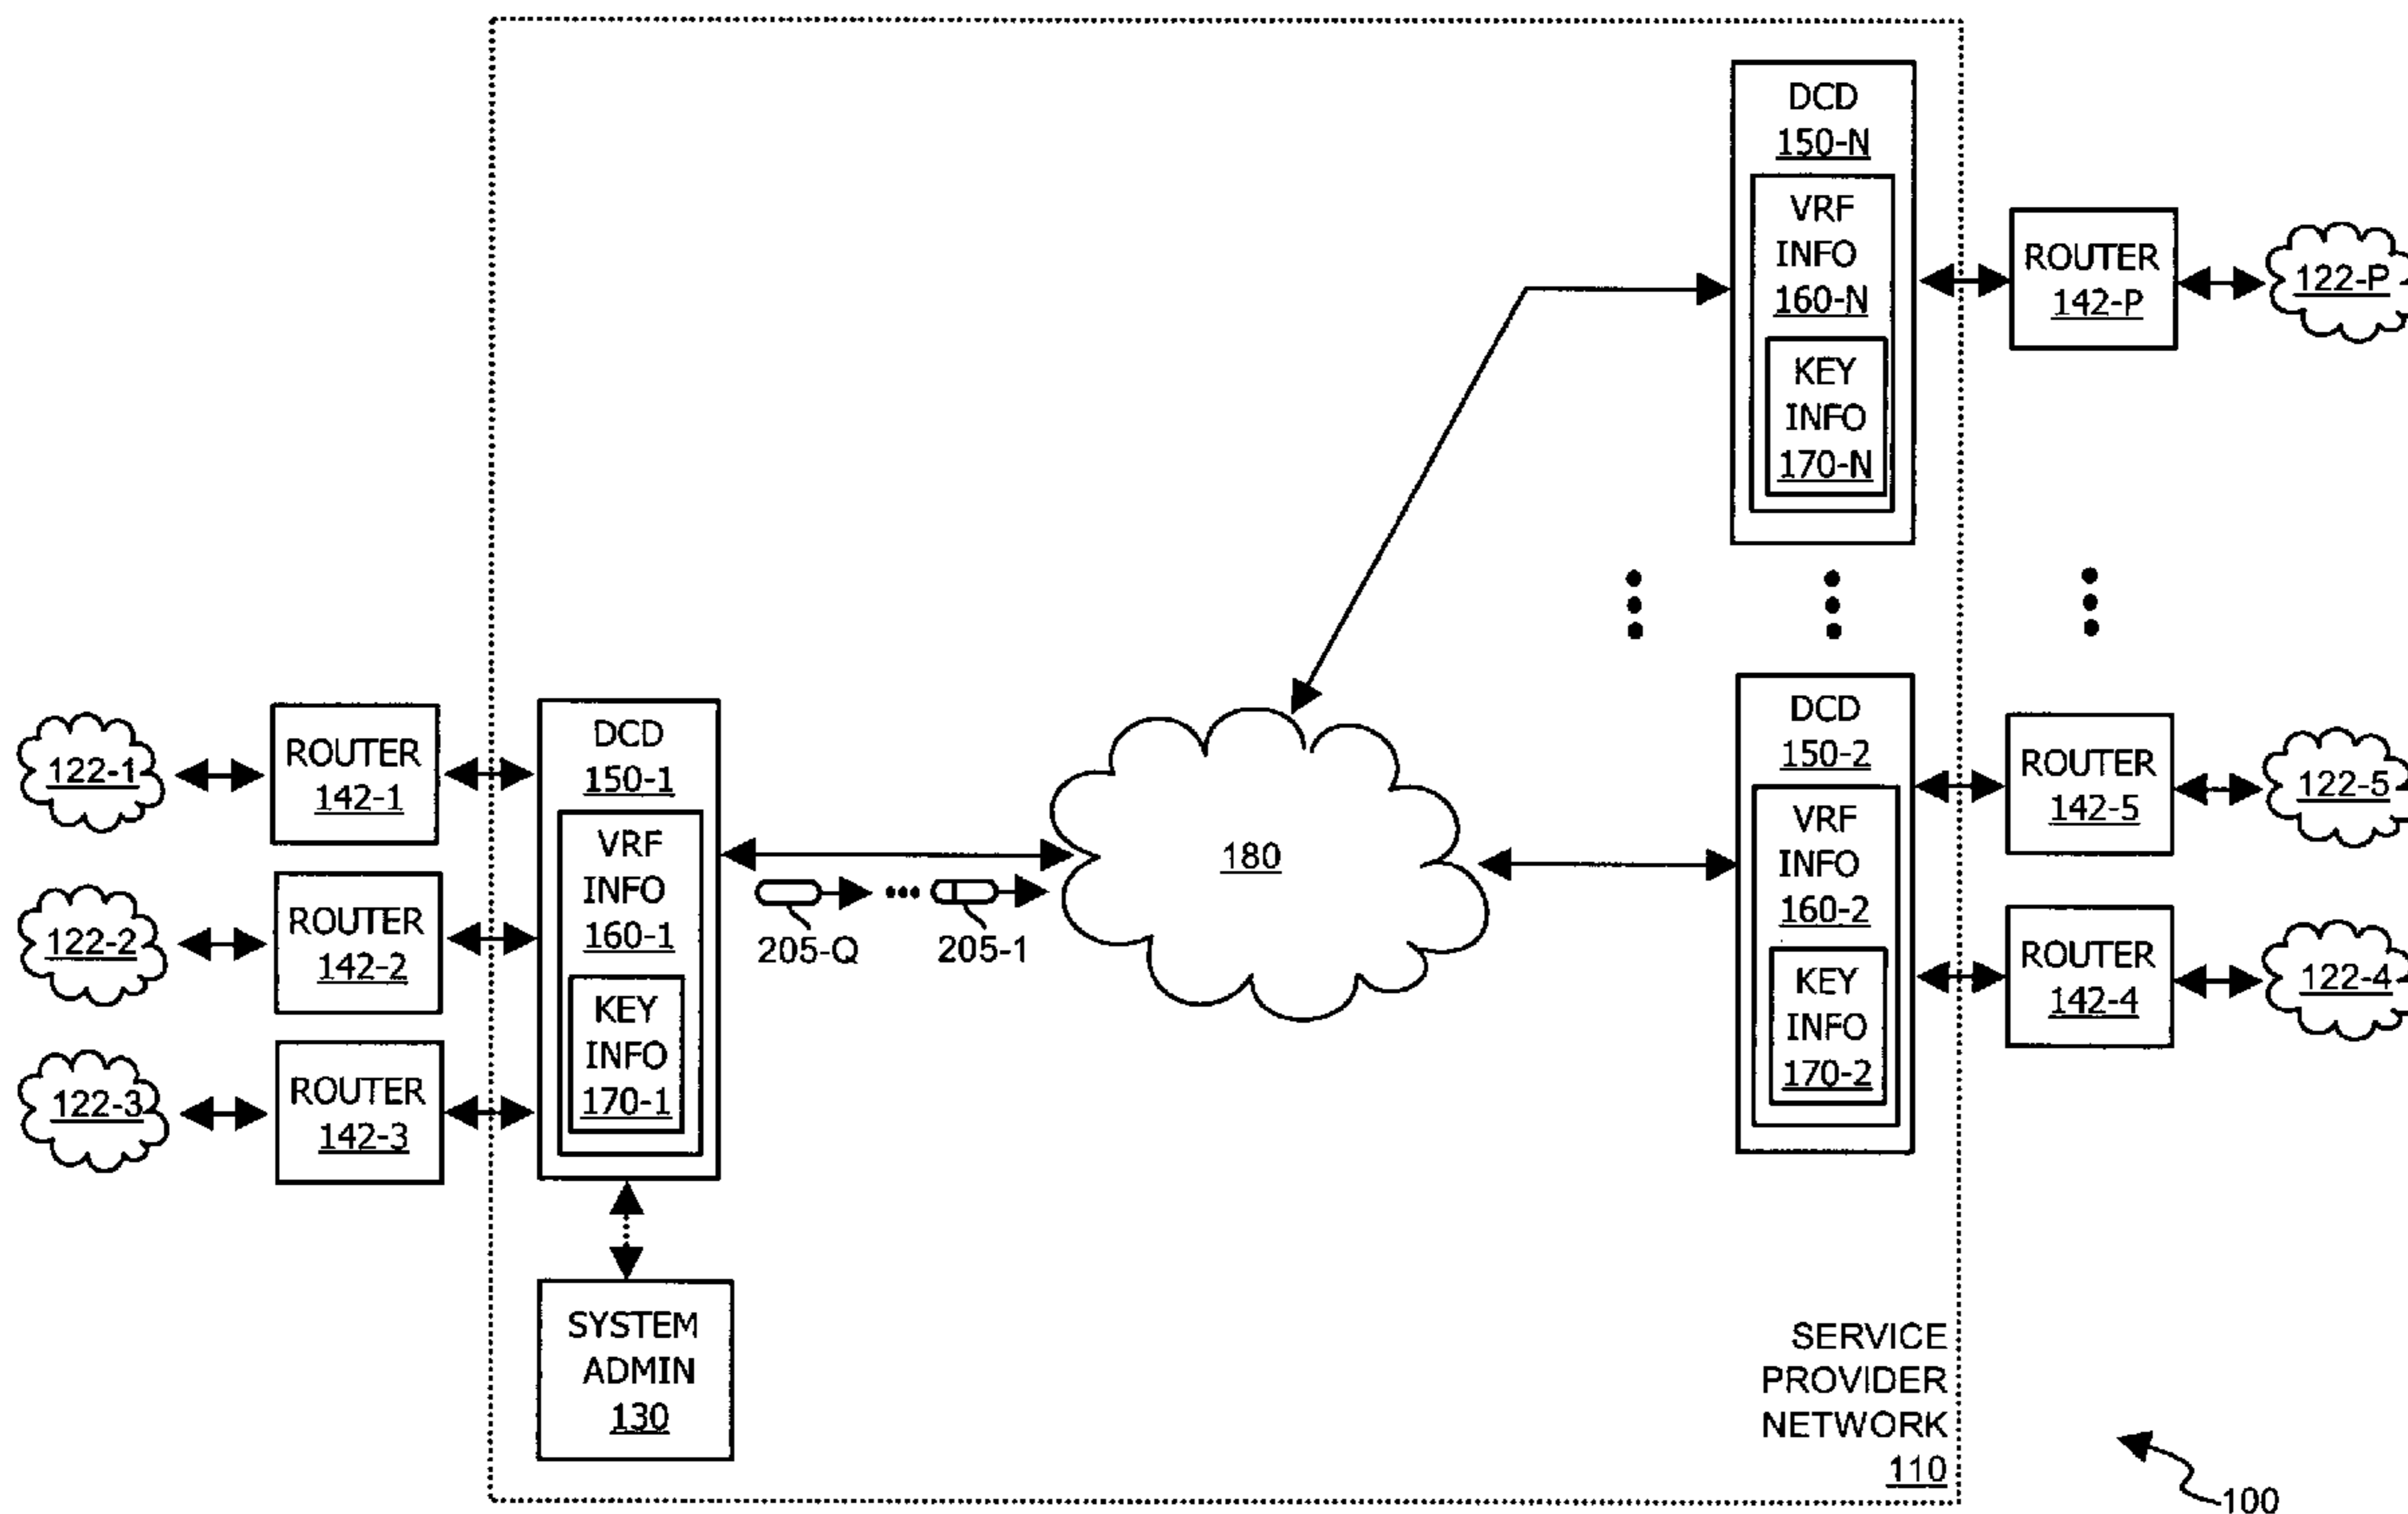 DCD
150-N
VRF
INFO
160-N
KEY
INFO
170-N
ROUTER
142-P
122-P
122-1
ROUTER
142-1
122-2
ROUTER
142-2
122-3
ROUTER
142-3
DCD
150-1
VRF
INFO
160-1
KEY
INFO
170-1
205-Q
205-1
180
DCD
150-2
VRF
INFO
160-2
KEY
INFO
170-2
ROUTER
142-5
122-5
ROUTER
142-4
122-4
SYSTEM
ADMIN
130
SERVICE
PROVIDER
NETWORK
110
100